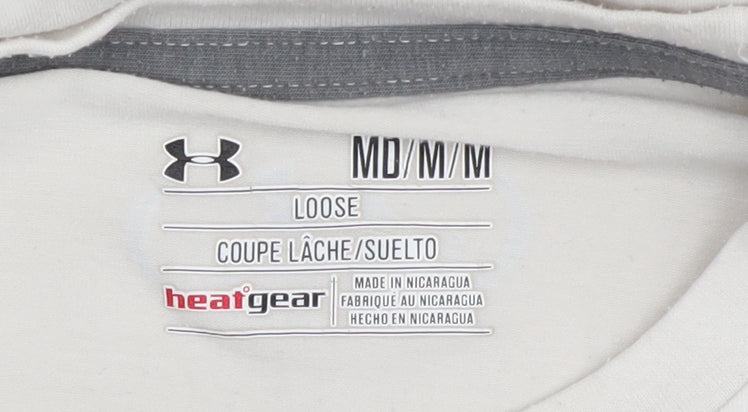 MD/M/M
LOOSE
COUPE LÂCHE/SUELTO
heatgear
MADE IN NICARAGUA
FABRIQUÉ AU NICARAGUA
HECHO EN NICARAGUA